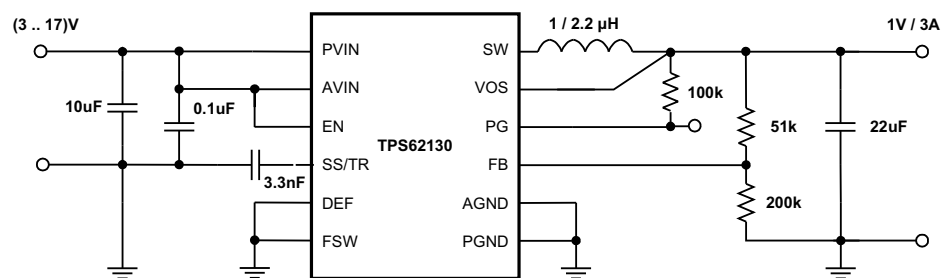 (3 .. 17)V
1 / 2.2 µH
1V / 3A
PVIN
SW
AVIN
VOS
10uF
0.1uF
100k
EN
PG
51k
22uF
TPS62130
SS/TR
FB
3.3nF
DEF
AGND
200k
FSW
PGND